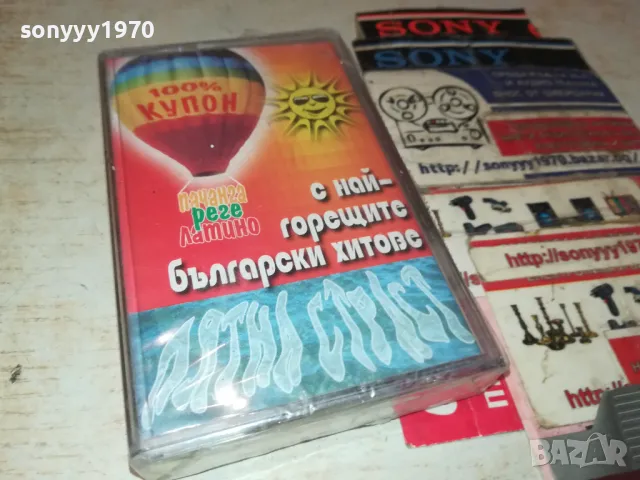 sonyyy1970
100%
КУПОН
пачанга
реге
латино
с най-
горещите
български хитове
ЛЯТНА СТРАСТ
SONY
SONY
http://sonyyy1970.bazar.bg/
http://sonyyy197
BAZAR